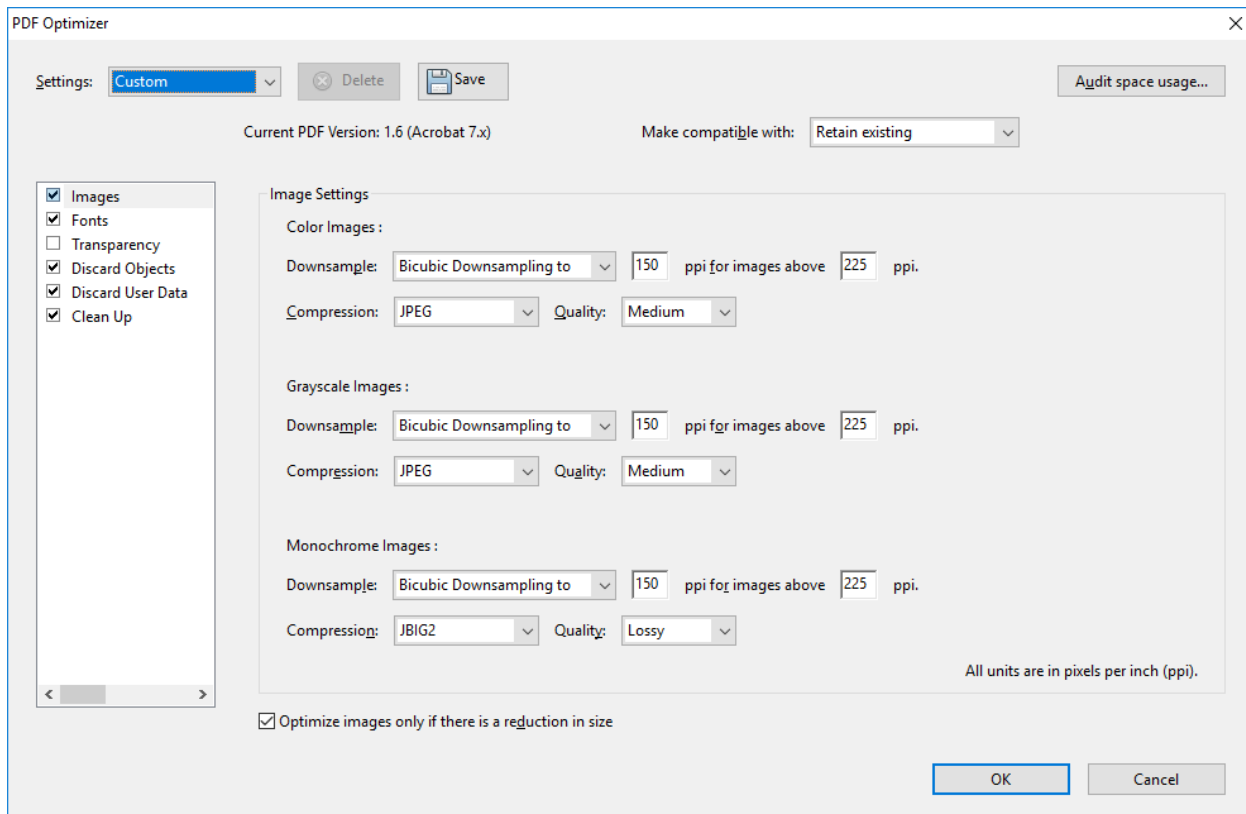 PDF Optimizer
Settings: Custom Delete Save Audit space usage...
Current PDF Version: 1.6 (Acrobat 7.x) Make compatible with: Retain existing
Images
Fonts
Transparency
Discard Objects
Discard User Data
Clean Up
Image Settings
Color Images :
Downsample: Bicubic Downsampling to 150 ppi for images above 225 ppi.
Compression: JPEG Quality: Medium
Grayscale Images :
Downsample: Bicubic Downsampling to 150 ppi for images above 225 ppi.
Compression: JPEG Quality: Medium
Monochrome Images :
Downsample: Bicubic Downsampling to 150 ppi for images above 225 ppi.
Compression: JBIG2 Quality: Lossy
All units are in pixels per inch (ppi).
Optimize images only if there is a reduction in size
OK Cancel